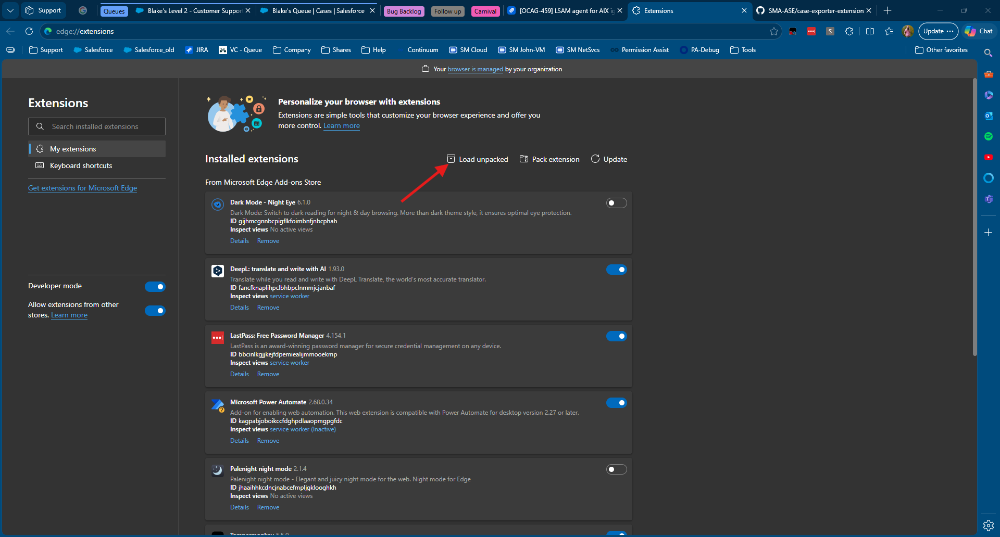 Support
Queues
Blake's Level 2 - Customer Support
Blake's Queue | Cases | Salesforce
Bug Backlog
Follow up
Carnival
[OCAG-459] LSAM agent for AIX ig
Extensions
SMA-ASE/case-exporter-extension
edge://extensions
S
Update
Chat
Support
Salesforce
Salesforce_old
JIRA
VC - Queue
Company
Shares
Help
Continuum
SM Cloud
SM John-VM
SM NetSvcs
Permission Assist
PA-Debug
Tools
Other favorites
Your browser is managed by your organization
Extensions
Search installed extensions
My extensions
Keyboard shortcuts
Get extensions for Microsoft Edge
Developer mode
Allow extensions from other
stores. Learn more
Personalize your browser with extensions
Extensions are simple tools that customize your browser experience and offer you
more control. Learn more
Installed extensions
Load unpacked
Pack extension
Update
From Microsoft Edge Add-ons Store
Dark Mode - Night Eye 6.1.0
Dark Mode: Switch to dark reading for night & day browsing. More than dark theme style, it ensures optimal eye protection.
ID gijhmcgnnbcpigflkfoimbnfjnbcphah
Inspect views No active views
Details Remove
DeepL: translate and write with AI 1.93.0
Translate while you read and write with DeepL Translate, the world's most accurate translator.
ID fancfknaplihpclbhbpclnmmjcjanbaf
Inspect views service worker
Details Remove
LastPass: Free Password Manager 4.154.1
LastPass is an award-winning password manager for secure credential management on any device.
ID bbcinlkgjjkejfdpemiealijmmooekmp
Inspect views service worker
Details Remove
Microsoft Power Automate 2.68.0.34
Add-on for enabling web automation. This web extension is compatible with Power Automate for desktop version 2.27 or later.
ID kagpabjoboikccfdghpdlaaopmgpgfdc
Inspect views service worker (Inactive)
Details Remove
Palenight night mode 2.1.4
Palenight night mode - Elegant and juicy night mode for the web. Night mode for Edge
ID jhaaihhkcdncjnabcefmpljgklooghkh
Inspect views No active views
Details Remove
Tampermonkey 5.5.0